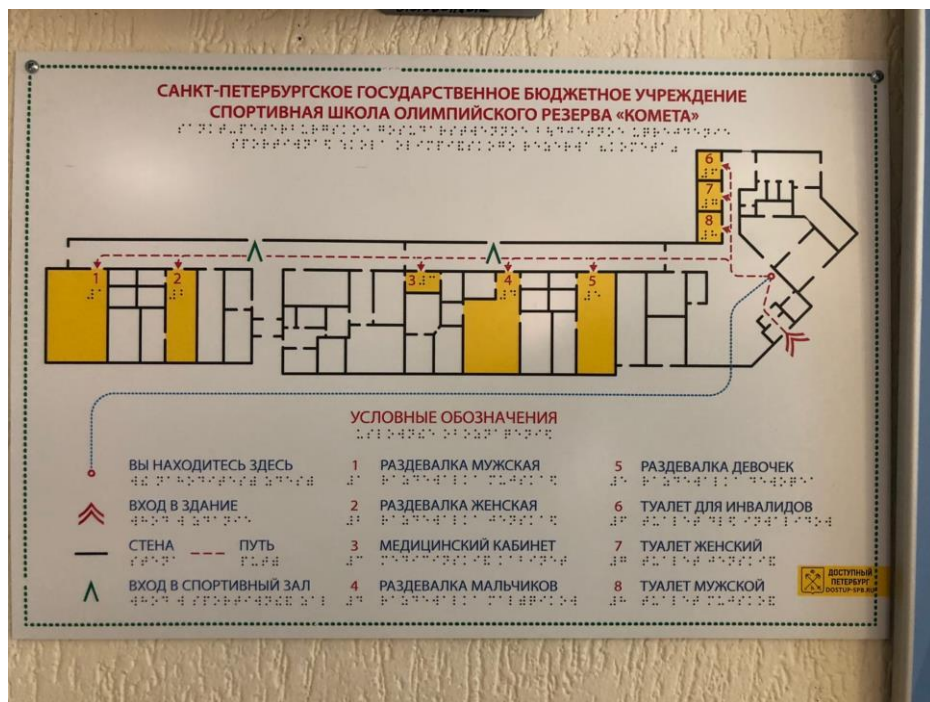 САНКТ-ПЕТЕРБУРГСКОЕ ГОСУДАРСТВЕННОЕ БЮДЖЕТНОЕ УЧРЕЖДЕНИЕ
СПОРТИВНАЯ ШКОЛА ОЛИМПИЙСКОГО РЕЗЕРВА «КОМЕТА»
6
7
8
1
2
3
4
5
УСЛОВНЫЕ ОБОЗНАЧЕНИЯ
ВЫ НАХОДИТЕСЬ ЗДЕСЬ
ВХОД В ЗДАНИЕ
СТЕНА
ПУТЬ
ВХОД В СПОРТИВНЫЙ ЗАЛ
1 РАЗДЕВАЛКА МУЖСКАЯ
2 РАЗДЕВАЛКА ЖЕНСКАЯ
3 МЕДИЦИНСКИЙ КАБИНЕТ
4 РАЗДЕВАЛКА МАЛЬЧИКОВ
5 РАЗДЕВАЛКА ДЕВОЧЕК
6 ТУАЛЕТ ДЛЯ ИНВАЛИДОВ
7 ТУАЛЕТ ЖЕНСКИЙ
8 ТУАЛЕТ МУЖСКОЙ
ДОСТУПНЫЙ
ПЕТЕРБУРГ
DOSTUP-SPB.RU